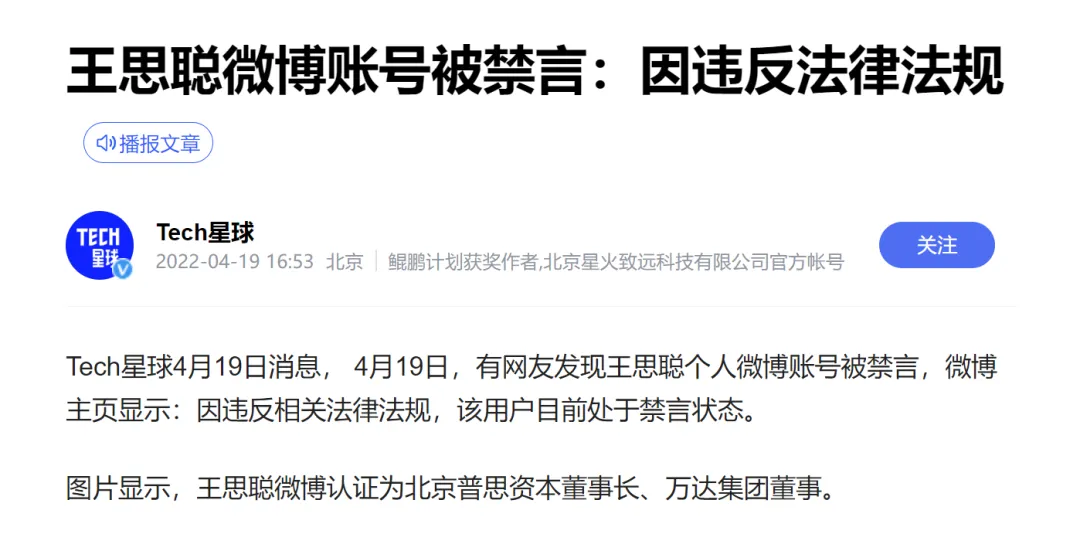 王思聪微博账号被禁言：因违反法律法规
播报文章
TECH
星球
Tech星球
2022-04-19 16:53 北京 | 鲲鹏计划获奖作者,北京星火致远科技有限公司官方帐号
关注
Tech星球4月19日消息， 4月19日，有网友发现王思聪个人微博账号被禁言，微博
主页显示：因违反相关法律法规，该用户目前处于禁言状态。
图片显示，王思聪微博认证为北京普思资本董事长、万达集团董事。